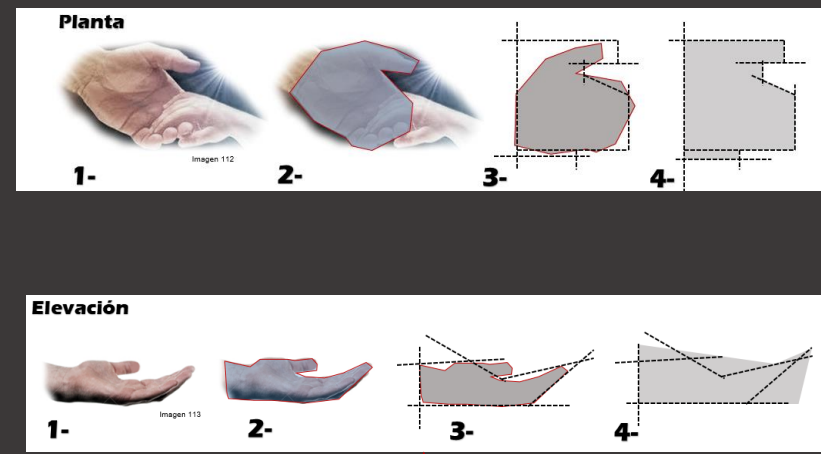 Planta
Imagen 112
1-
2-
3-
4-
Elevación
Imagen 113
1-
2-
3-
4-